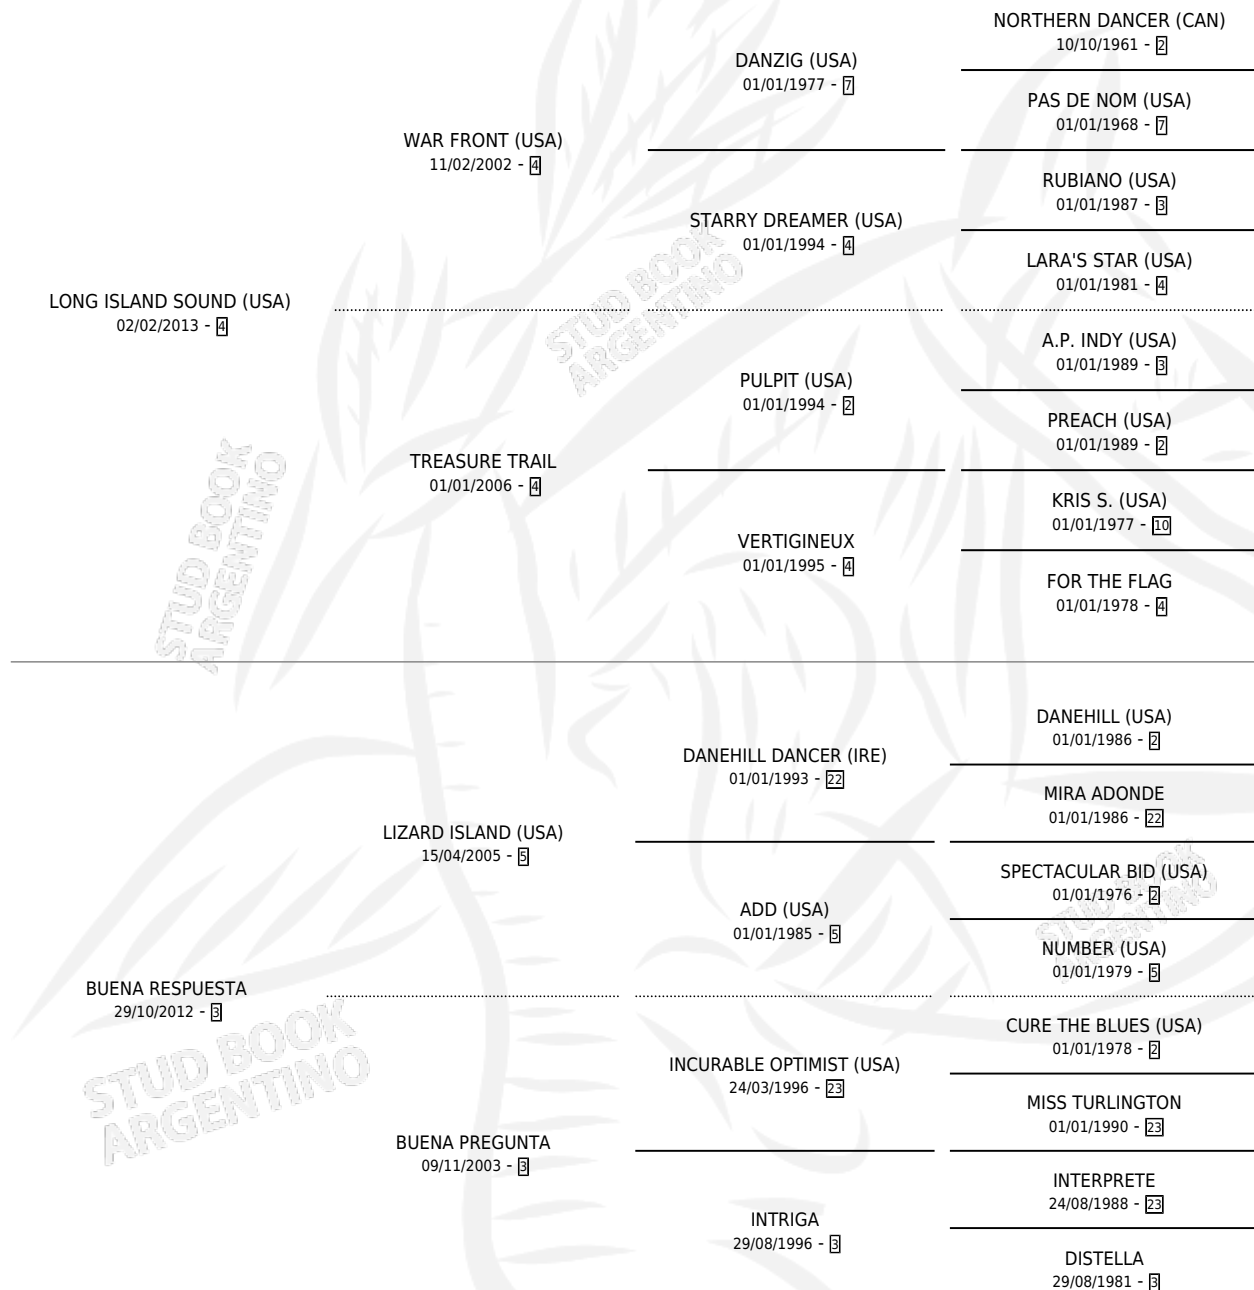 NORTHERN DANCER (CAN)
10/10/1961 - 2
DANZIG (USA)
01/01/1977 - 7
PAS DE NOM (USA)
01/01/1968 - 7
WAR FRONT (USA)
11/02/2002 - 4
RUBIANO (USA)
01/01/1987 - 3
STARRY DREAMER (USA)
01/01/1994 - 4
LARA'S STAR (USA)
01/01/1981 - 4
LONG ISLAND SOUND (USA)
02/02/2013 - 4
A.P. INDY (USA)
01/01/1989 - 3
PULPIT (USA)
01/01/1994 - 2
PREACH (USA)
01/01/1989 - 2
TREASURE TRAIL
01/01/2006 - 4
KRIS S. (USA)
01/01/1977 - 10
VERTIGINEUX
01/01/1995 - 4
FOR THE FLAG
01/01/1978 - 4
DANEHILL (USA)
01/01/1986 - 2
DANEHILL DANCER (IRE)
01/01/1993 - 22
MIRA ADONDE
01/01/1986 - 22
LIZARD ISLAND (USA)
15/04/2005 - 5
SPECTACULAR BID (USA)
01/01/1976 - 2
ADD (USA)
01/01/1985 - 5
NUMBER (USA)
01/01/1979 - 5
BUENA RESPUESTA
29/10/2012 - 3
CURE THE BLUES (USA)
01/01/1978 - 2
INCURABLE OPTIMIST (USA)
24/03/1996 - 23
MISS TURLINGTON
01/01/1990 - 23
BUENA PREGUNTA
09/11/2003 - 3
INTERPRETE
24/08/1988 - 23
INTRIGA
29/08/1996 - 3
DISTELLA
29/08/1981 - 3
STUD BOOK
ARGENTINO
STUD BOOK
ARGENTINO
STUD BOOK
ARGENTINO
STUD BOOK
ARGENTINO